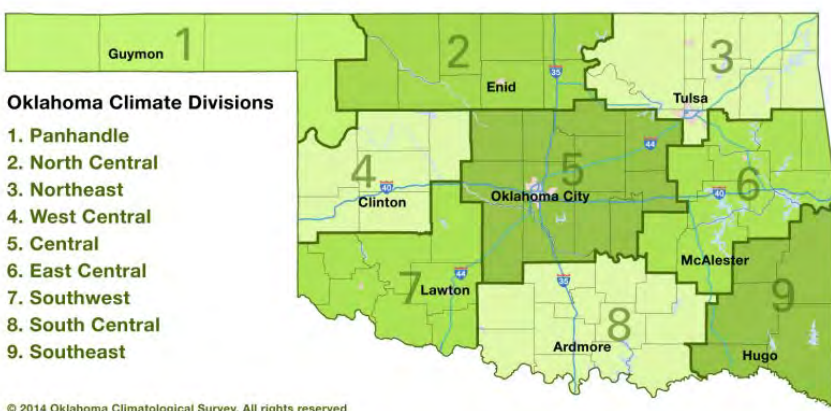 1
2
3
Guymon
Enid
35
Tulsa
Oklahoma Climate Divisions
1. Panhandle
2. North Central
3. Northeast
4. West Central
5. Central
6. East Central
7. Southwest
8. South Central
9. Southeast
4
40
Clinton
5
44
Oklahoma City
6
40
McAlester
7
44
Lawton
35
8
Ardmore
9
Hugo
© 2014 Oklahoma Climatological Survey. All rights reserved